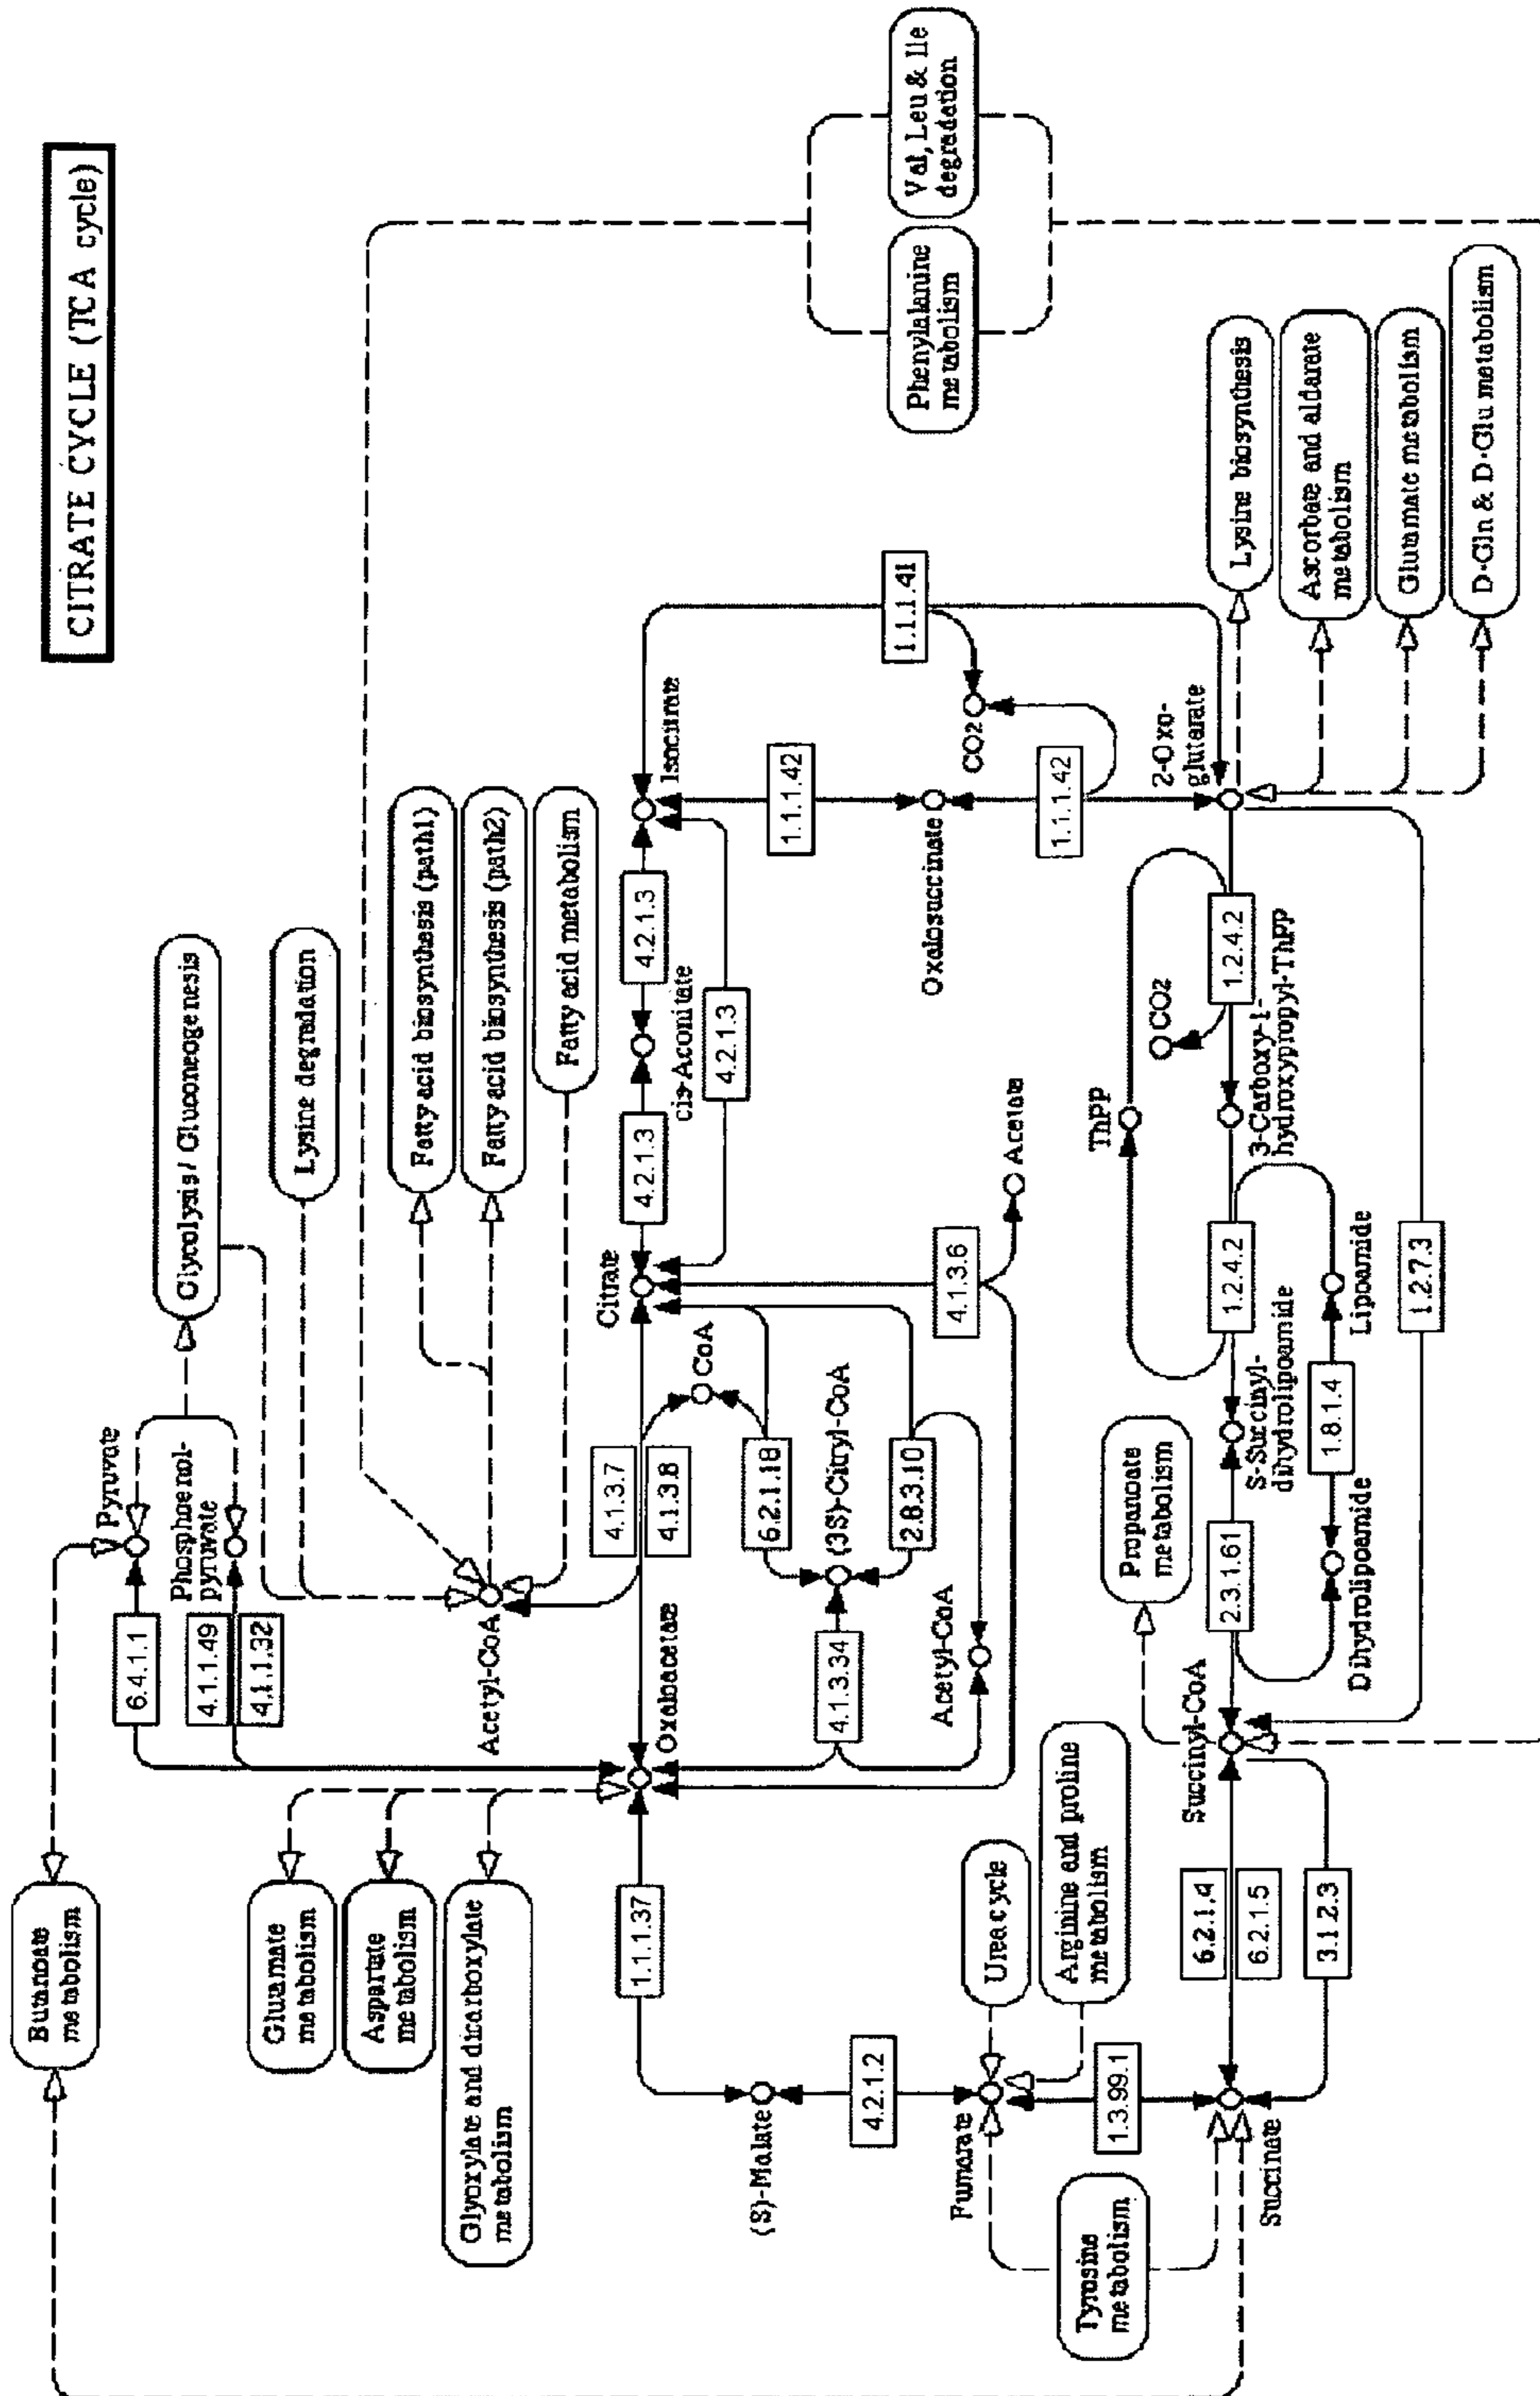 CITRATE CYCLE (TCA cycle)
Butanoate
metabolism
Pyruvate
6.4.1.1
Phosphoenol-
pyruvate
4.1.1.49
4.1.1.32
Glycolysis / Gluconeogenesis
Lysine degradation
Fatty acid biosynthesis (path1)
Fatty acid biosynthesis (path2)
Fatty acid metabolism
Acetyl-CoA
Glutamate
metabolism
Aspartate
metabolism
Glyoxylate and dicarboxylate
metabolism
Oxaloacetate
4.1.3.7
4.1.3.8
Citrate
4.2.1.3
cis-Aconitate
4.2.1.3
4.2.1.3
Isocitrate
CoA
6.2.1.18
(3S)-Citryl-CoA
2.8.3.10
4.1.3.34
Acetyl-CoA
4.1.3.6
Acetate
1.1.1.37
(S)-Malate
4.2.1.2
Fumarate
Urea cycle
Arginine and proline
metabolism
1.3.99.1
Tyrosine
metabolism
Succinate
1.1.1.42
Oxalosuccinate
1.1.1.42
CO2
1.1.1.41
2-Oxo-
glutarate
Phenylalanine
metabolism
Val, Leu & Ile
degradation
Lysine biosynthesis
Ascorbate and aldarate
metabolism
Glutamate metabolism
D-Gln & D-Glu metabolism
Propanoate
metabolism
Succinyl-CoA
6.2.1.4
6.2.1.5
3.1.2.3
2.3.1.61
S-Succinyl-
dihydrolipoamide
1.2.4.2
ThPP
3-Carboxy-1-
hydroxypropyl-ThPP
CO2
1.2.4.2
Dihydrolipoamide
1.8.1.4
Lipoamide
1.2.7.3